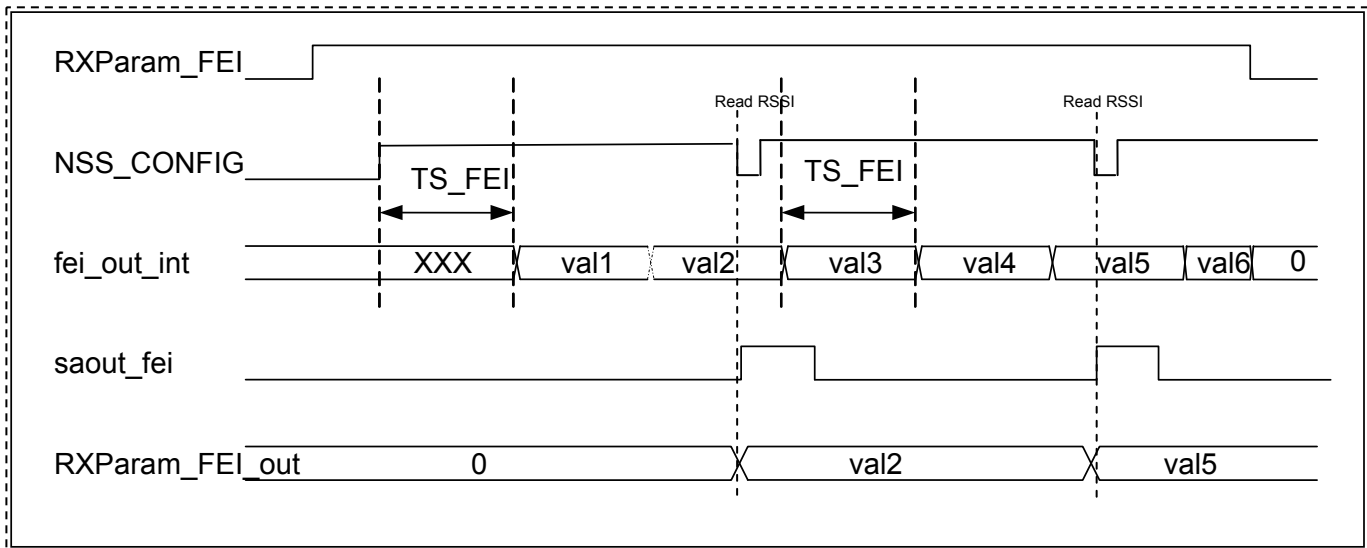 RXParam_FEI
Read RSSI Read RSSI
NSS_CONFIG
TS_FEI TS_FEI
fei_out_int XXX val1 val2 val3 val4 val5 val6 0
saout_fei
RXParam_FEI_out 0 val2 val5